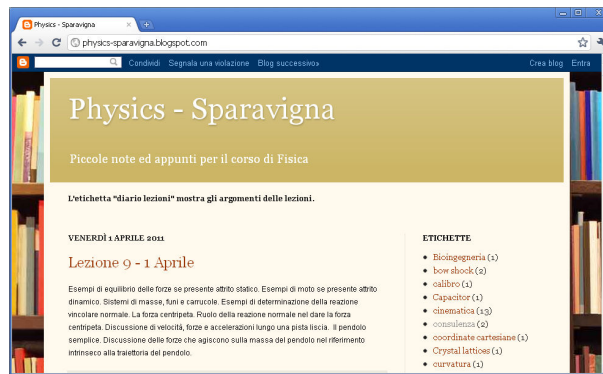 Physics - Sparavigna
physics-sparavigna.blogspot.com
Condividi Segnala una violazione Blog successivo» Crea blog Entra
Physics - Sparavigna
Piccole note ed appunti per il corso di Fisica
L'etichetta "diario lezioni" mostra gli argomenti delle lezioni.
VENERDÌ 1 APRILE 2011
Lezione 9 - 1 Aprile
Esempi di equilibrio delle forze se presente attrito statico. Esempi di moto se presente attrito
dinamico. Sistemi di masse, funi e carrucole. Esempi di determinazione della reazione
vincolare normale. La forza centripeta. Ruolo della reazione normale nel dare la forza
centripeta. Discussione di velocità, forze e accelerazioni lungo una pista liscia. Il pendolo
semplice. Discussione delle forze che agiscono sulla massa del pendolo nel riferimento
intrinseco alla traiettoria del pendolo.
ETICHETTE
Bioingegneria (1)
bow shock (2)
calibro (1)
Capacitor (1)
cinematica (13)
consulenza (2)
coordinate cartesiane (1)
Crystal lattices (1)
curvatura (1)